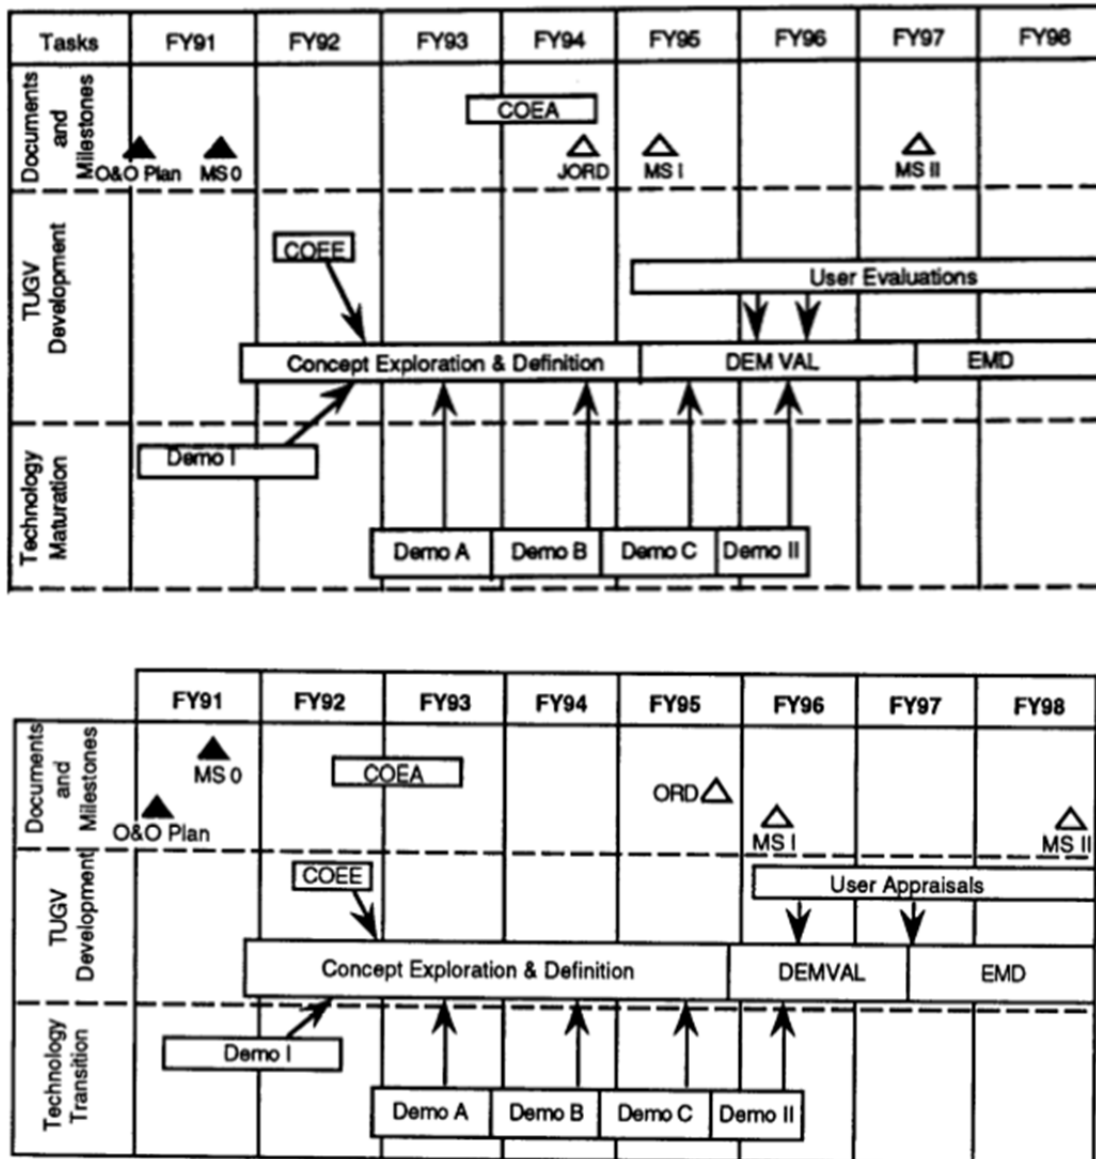 Tasks FY91 FY92 FY93 FY94 FY95 FY96 FY97 FY98
Documents
and
Milestones
COEA
O&O Plan MS 0 JORD MS I MS II
TUGV
Development
COEE
User Evaluations
Concept Exploration & Definition DEM VAL EMD
Technology
Maturation
Demo I
Demo A Demo B Demo C Demo II
FY91 FY92 FY93 FY94 FY95 FY96 FY97 FY98
Documents
and
Milestones
MS 0 COEA
ORD
O&O Plan MS I MS II
TUGV
Development
COEE User Appraisals
Concept Exploration & Definition DEMVAL EMD
Technology
Transition
Demo I
Demo A Demo B Demo C Demo II